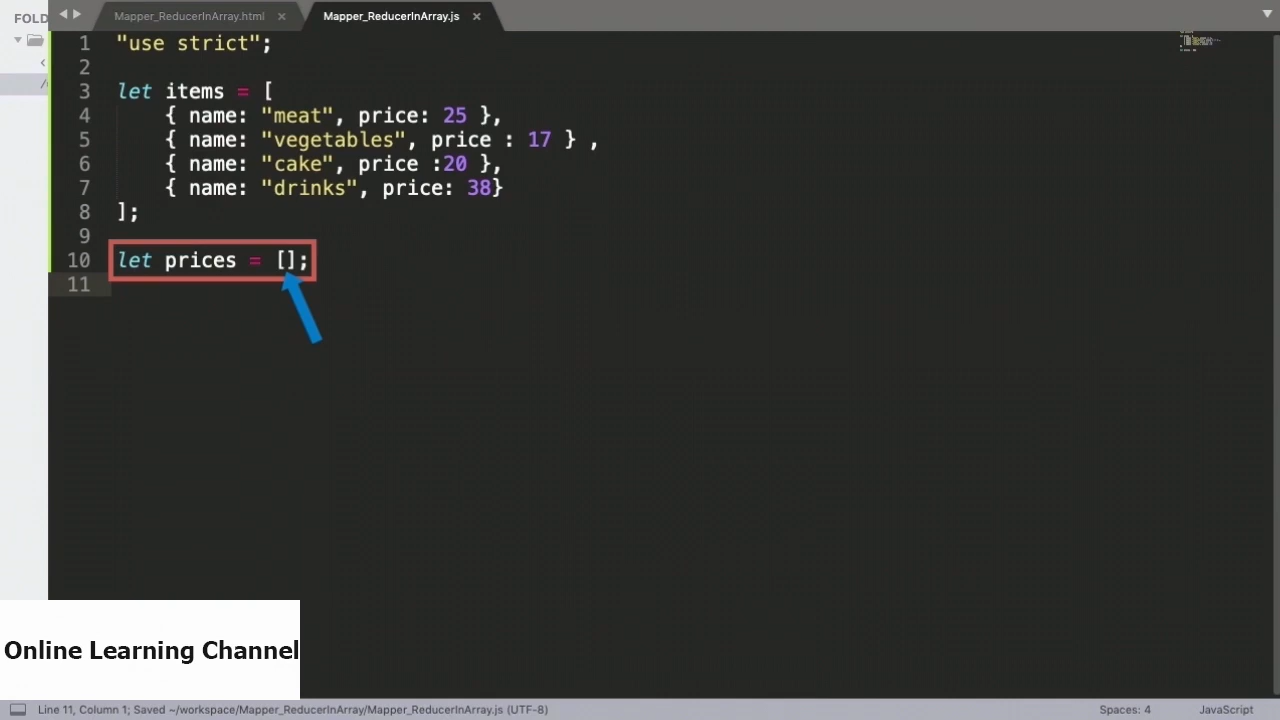 FOLD
Mapper_ReducerInArray.html ×
Mapper_ReducerInArray.js ×
1 "use strict";
2
3 let items = [
4 { name: "meat", price: 25 },
5 { name: "vegetables", price : 17 } ,
6 { name: "cake", price :20 },
7 { name: "drinks", price: 38}
8 ];
9
10 let prices = [];
11
Online Learning Channel
Line 11, Column 1; Saved ~/workspace/Mapper_ReducerInArray/Mapper_ReducerInArray.js (UTF-8)
Spaces: 4
JavaScript